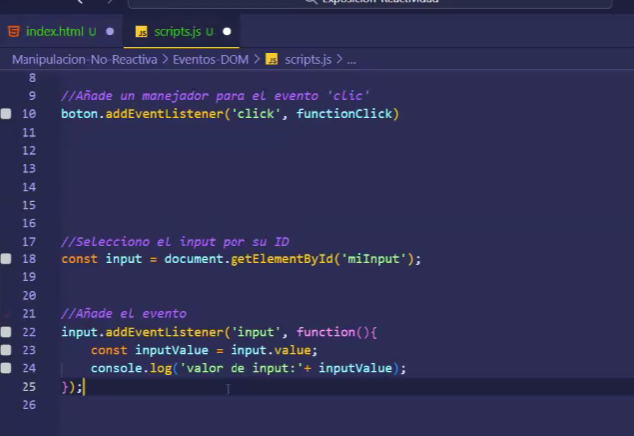 Exposicion-Reactividad
index.html U
JS scripts.js U
Manipulacion-No-Reactiva > Eventos-DOM > JS scripts.js > ...
8
9 //Añade un manejador para el evento 'clic'
10 boton.addEventListener('click', functionClick)
11
12
13
14
15
16
17 //Selecciono el input por su ID
18 const input = document.getElementById('miInput');
19
20
21 //Añade el evento
22 input.addEventListener('input', function(){
23 const inputValue = input.value;
24 console.log('valor de input:'+ inputValue);
25 });
26